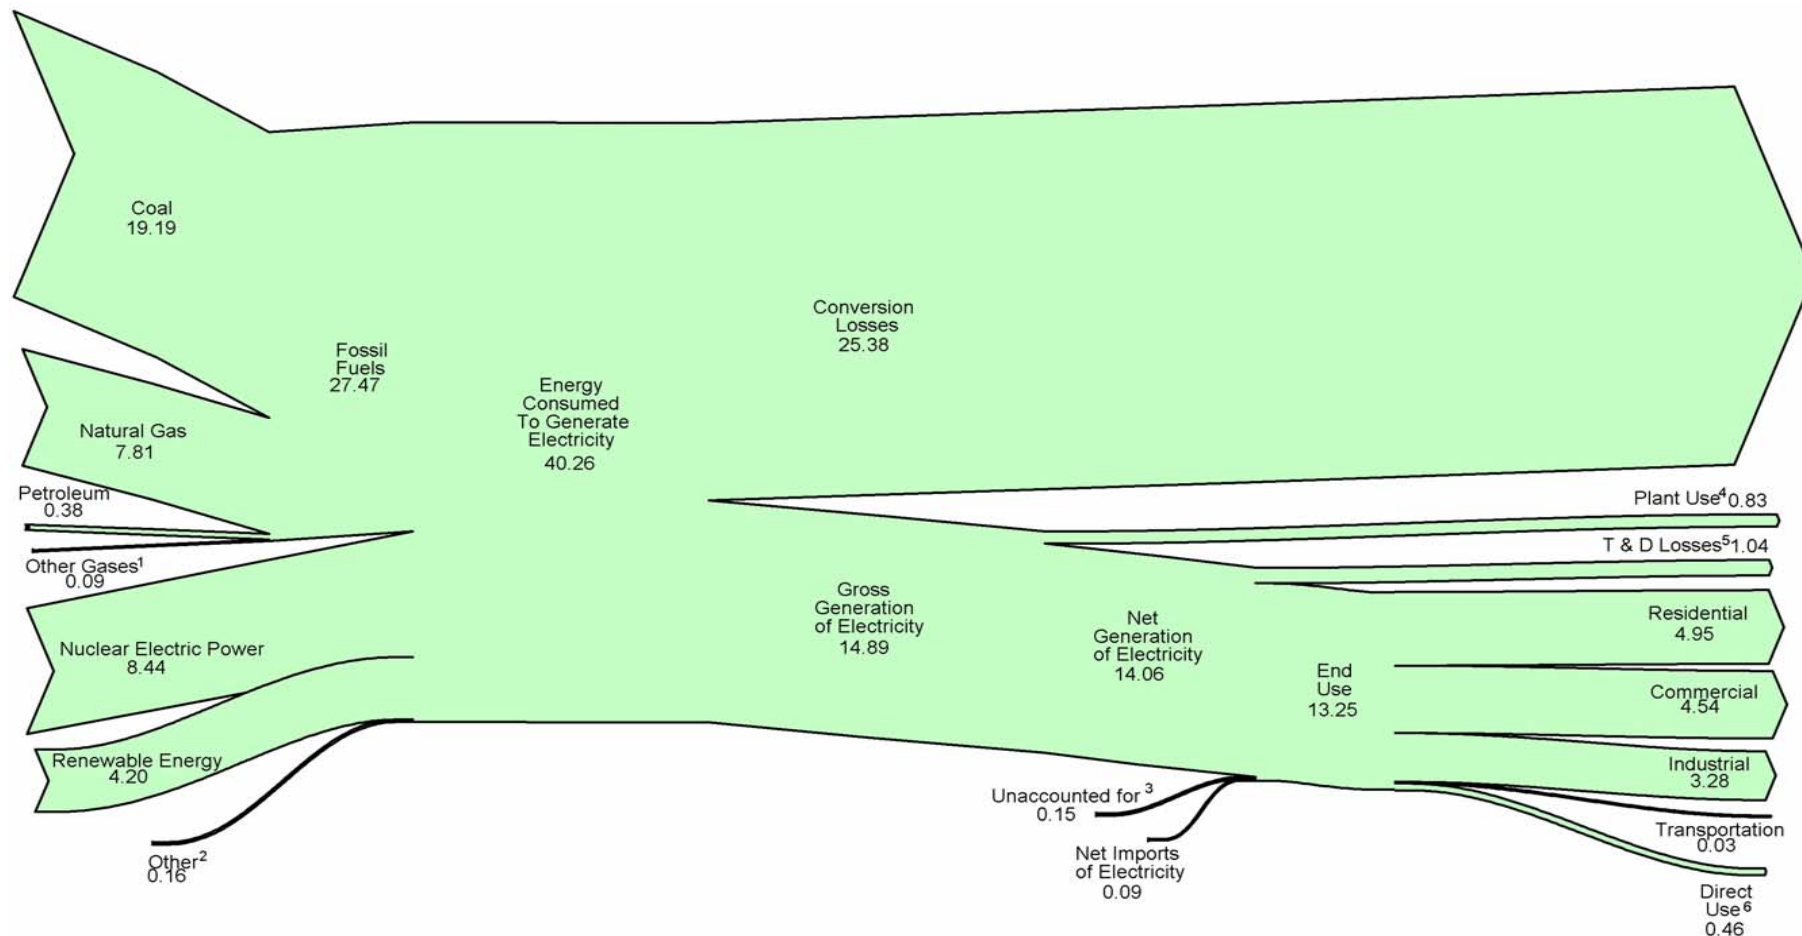 Coal
19.19
Fossil
Fuels
27.47
Natural Gas
7.81
Petroleum
0.38
Other Gases1
0.09
Nuclear Electric Power
8.44
Renewable Energy
4.20
Other2
0.16
Energy
Consumed
To Generate
Electricity
40.26
Conversion
Losses
25.38
Gross
Generation
of Electricity
14.89
Net
Generation
of Electricity
14.06
Unaccounted for 3
0.15
Net Imports
of Electricity
0.09
End
Use
13.25
Plant Use4 0.83
T & D Losses5 1.04
Residential
4.95
Commercial
4.54
Industrial
3.28
Transportation
0.03
Direct
Use6
0.46